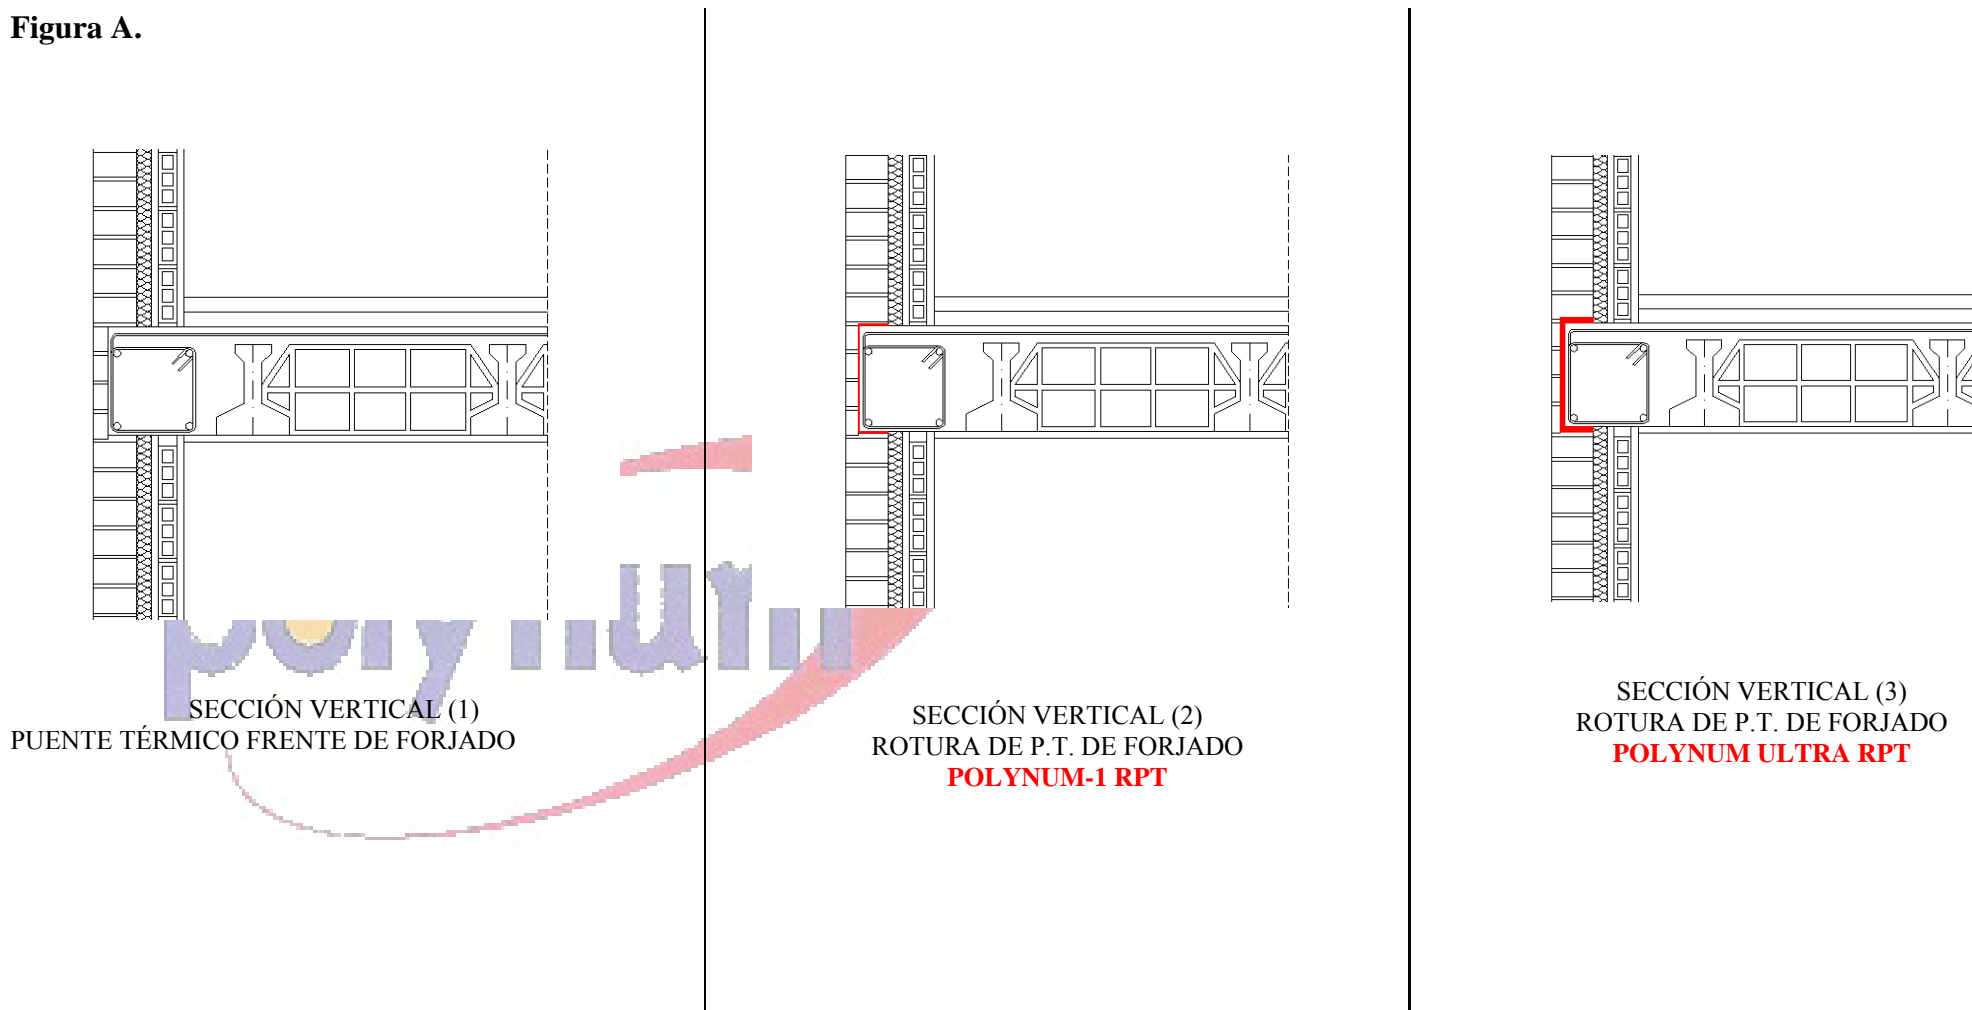 Figura A.
SECCIÓN VERTICAL (1)
PUENTE TÉRMICO FRENTE DE FORJADO
SECCIÓN VERTICAL (2)
ROTURA DE P.T. DE FORJADO
POLYNUM-1 RPT
SECCIÓN VERTICAL (3)
ROTURA DE P.T. DE FORJADO
POLYNUM ULTRA RPT
polynum